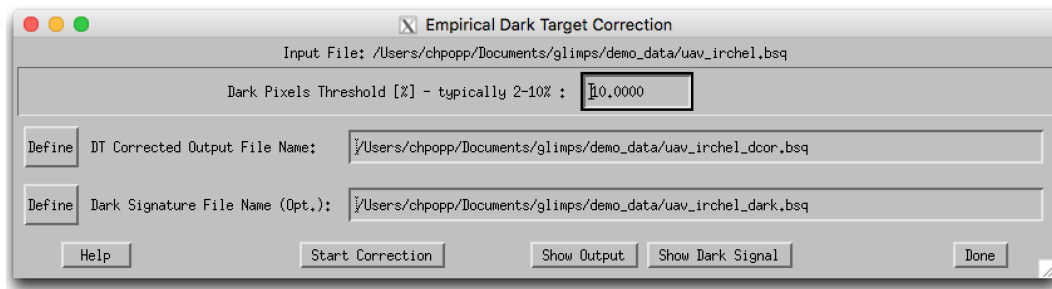 Empirical Dark Target Correction
Input File: /Users/chpopp/Documents/glimps/demo_data/uav_irchel.bsq
Dark Pixels Threshold [%] - typically 2-10% : 10.0000
Define DT Corrected Output File Name: /Users/chpopp/Documents/glimps/demo_data/uav_irchel_dcor.bsq
Define Dark Signature File Name (Opt.): /Users/chpopp/Documents/glimps/demo_data/uav_irchel_dark.bsq
Help Start Correction Show Output Show Dark Signal Done